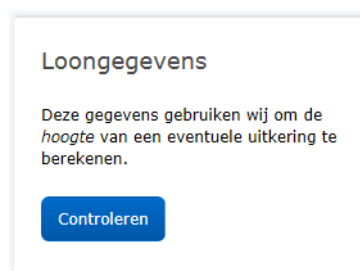 Loongegevens
Deze gegevens gebruiken wij om de
hoogte van een eventuele uitkering te
berekenen.
Controleren